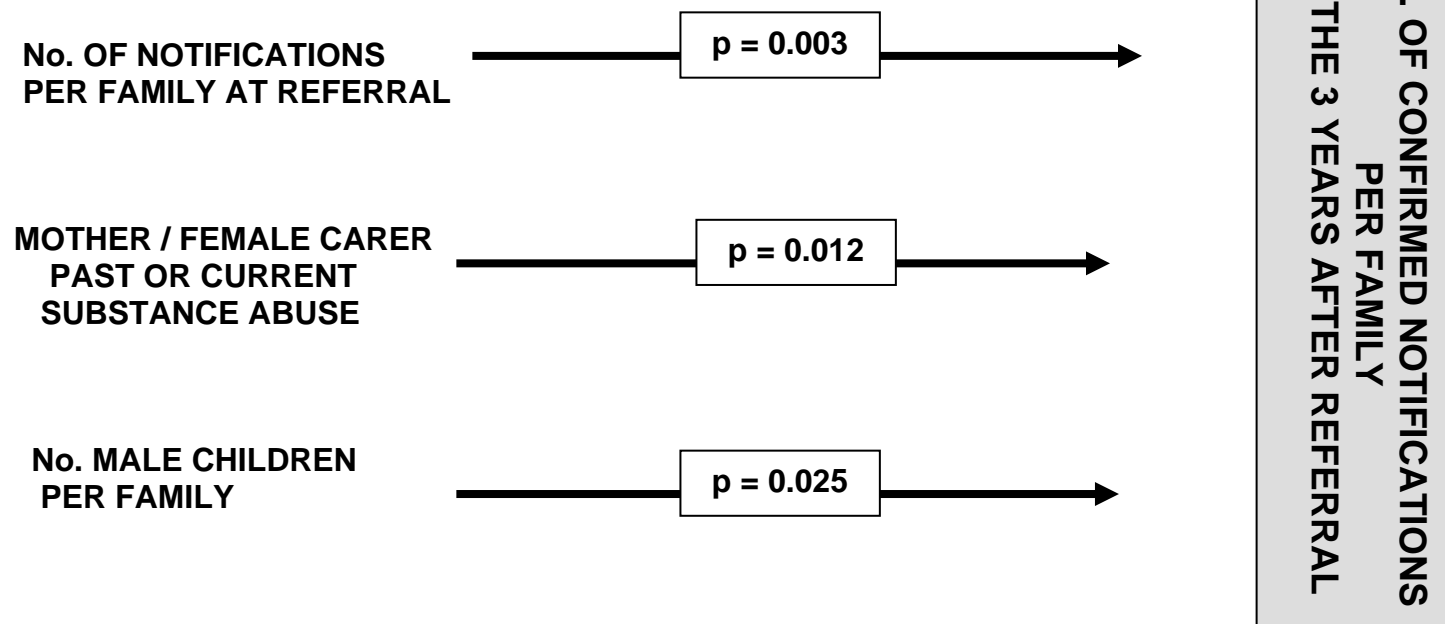 No. OF NOTIFICATIONS
PER FAMILY AT REFERRAL
p = 0.003
MOTHER / FEMALE CARER
PAST OR CURRENT
SUBSTANCE ABUSE
p = 0.012
No. MALE CHILDREN
PER FAMILY
p = 0.025
. OF CONFIRMED NOTIFICATIONS
PER FAMILY
THE 3 YEARS AFTER REFERRAL